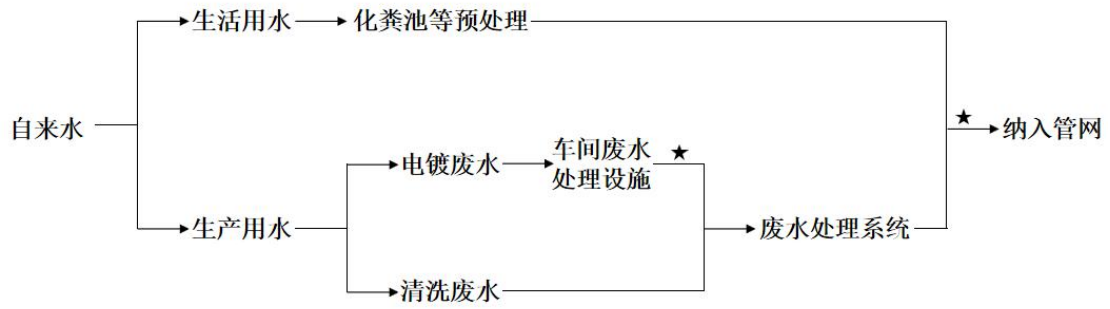 生活用水
化粪池等预处理
自来水
★
纳入管网
电镀废水
车间废水
处理设施
★
生产用水
废水处理系统
清洗废水